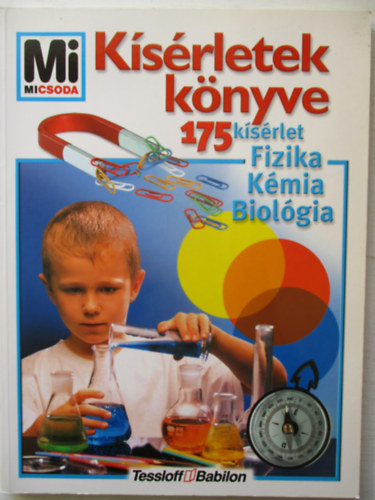 Mi
MICSODA
Kísérletek
könyve
175 kísérlet
Fizika
Kémia
Biológia
Tessloff Babilon